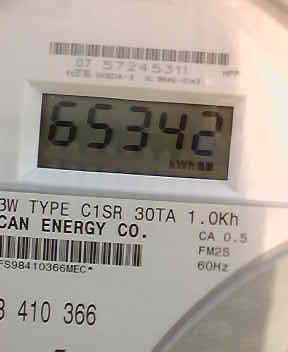 07 57245311
65342
kWh
3W TYPE C1SR 30TA 1.0Kh
CAN ENERGY CO.
CA 0.5
FM2S
60Hz
FS98410366MEC*
410 366